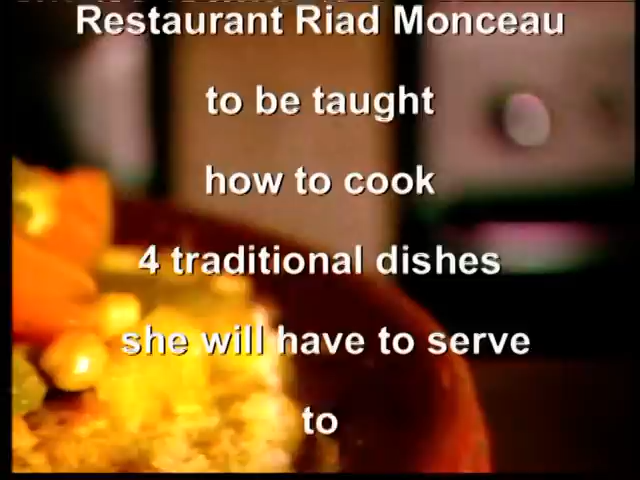 Restaurant Riad Monceau
to be taught
how to cook
4 traditional dishes
she will have to serve
to